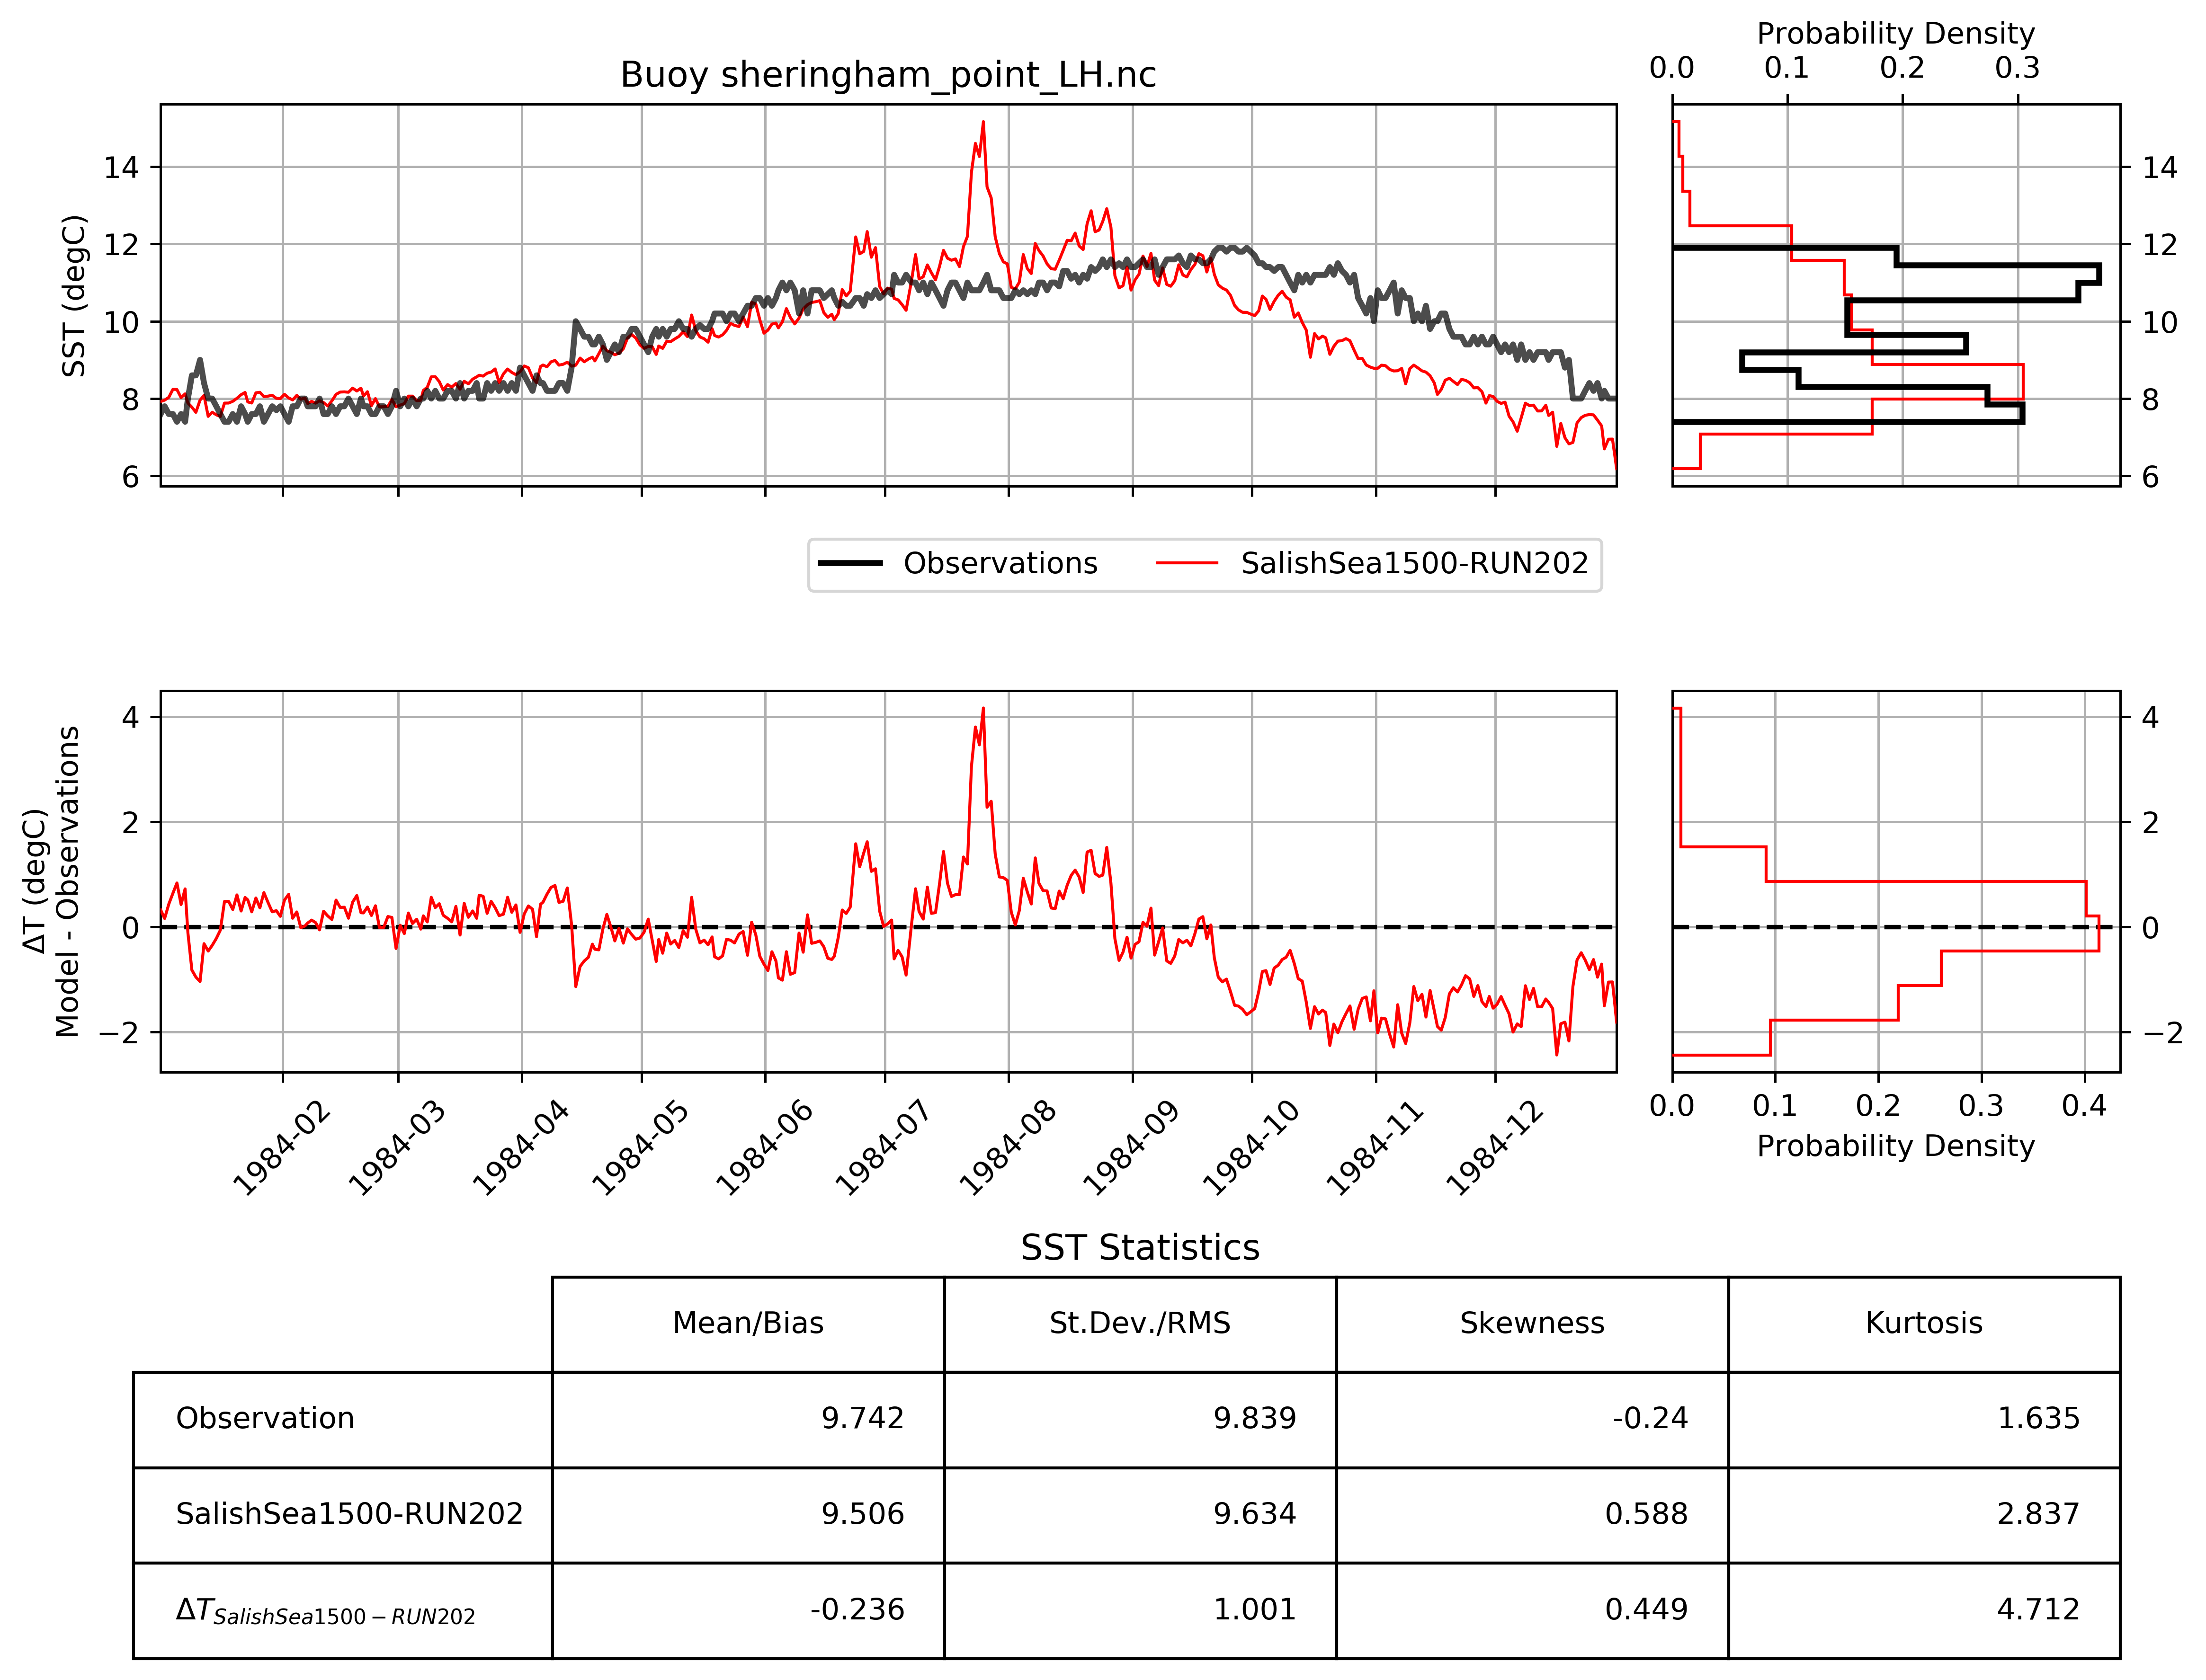 Probability Density
0.0 0.1 0.2 0.3
Buoy sheringham_point_LH.nc
SST (degC)
14
12
10
8
6
14
12
10
8
6
Observations SalishSea1500-RUN202
ΔT (degC)
Model - Observations
4
2
0
−2
4
2
0
−2
1984-02 1984-03 1984-04 1984-05 1984-06 1984-07 1984-08 1984-09 1984-10 1984-11 1984-12
0.0 0.1 0.2 0.3 0.4
Probability Density
SST Statistics
Mean/Bias St.Dev./RMS Skewness Kurtosis
Observation 9.742 9.839 -0.24 1.635
SalishSea1500-RUN202 9.506 9.634 0.588 2.837
ΔT SalishSea1500−RUN202 -0.236 1.001 0.449 4.712